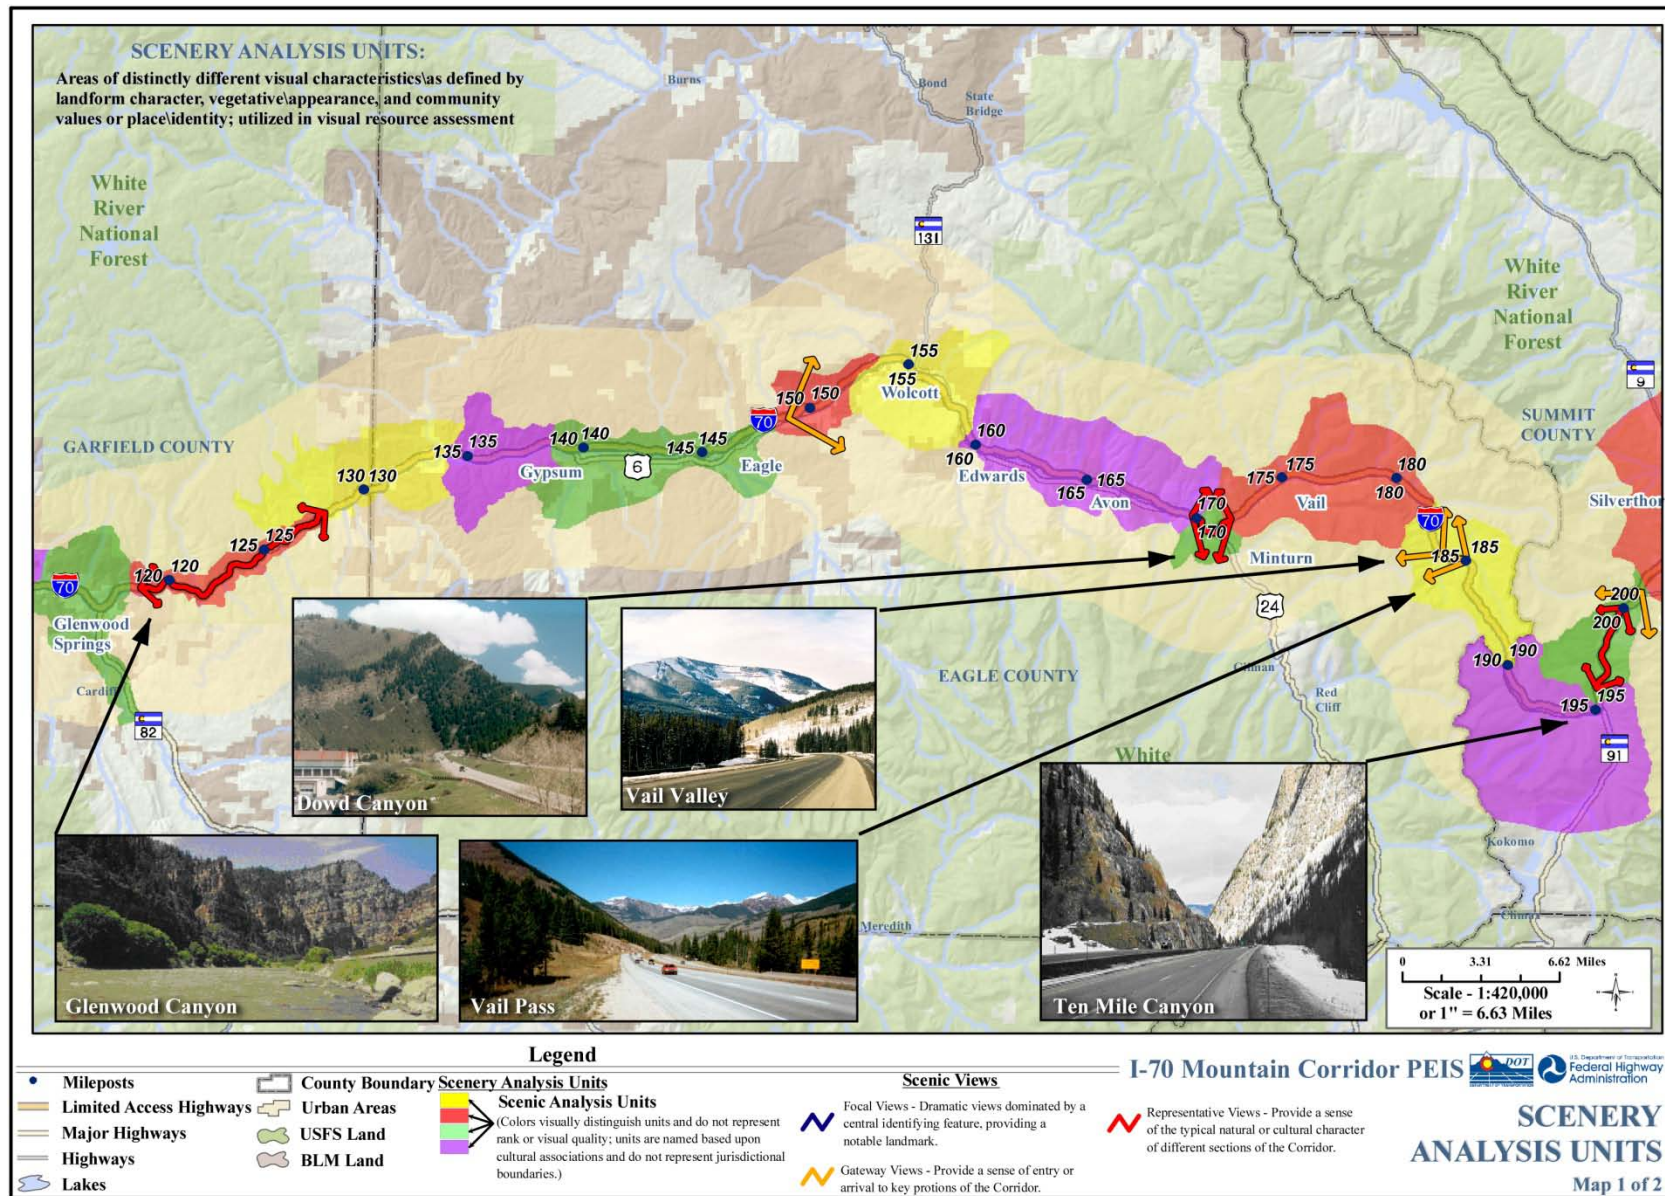 SCENERY ANALYSIS UNITS:
Areas of distinctly different visual characteristics\as defined by
landform character, vegetative\appearance, and community
values or place\identity; utilized in visual resource assessment
Burns
Bond
State
Bridge
White
River
National
Forest
131
White
River
National
Forest
9
SUMMIT
COUNTY
GARFIELD COUNTY
155
155
Wolcott
150
150
70
135
135
140
140
145
145
Gypsum
6
Eagle
160
160
Edwards
165
165
Avon
175
175
Vail
180
180
Silverthor
130
130
125
125
120
120
170
170
70
185
185
Minturn
70
Glenwood
Springs
24
200
200
EAGLE COUNTY
Gilman
Red
Cliff
190
190
195
195
Cardiff
82
91
White
Dowd Canyon
Vail Valley
Kokomo
Climax
Meredith
Glenwood Canyon
Vail Pass
Ten Mile Canyon
0 3.31 6.62 Miles
Scale - 1:420,000
or 1" = 6.63 Miles
Legend
Mileposts
Limited Access Highways
Major Highways
Highways
Lakes
County Boundary
Urban Areas
USFS Land
BLM Land
Scenery Analysis Units
Scenic Analysis Units
(Colors visually distinguish units and do not represent
rank or visual quality; units are named based upon
cultural associations and do not represent jurisdictional
boundaries.)
Scenic Views
Focal Views - Dramatic views dominated by a
central identifying feature, providing a
notable landmark.
Gateway Views - Provide a sense of entry or
arrival to key protions of the Corridor.
Representative Views - Provide a sense
of the typical natural or cultural character
of different sections of the Corridor.
I-70 Mountain Corridor PEIS
DOT
DEPARTMENT OF TRANSPORTATION
U.S. Department of Transportation
Federal Highway
Administration
SCENERY
ANALYSIS UNITS
Map 1 of 2